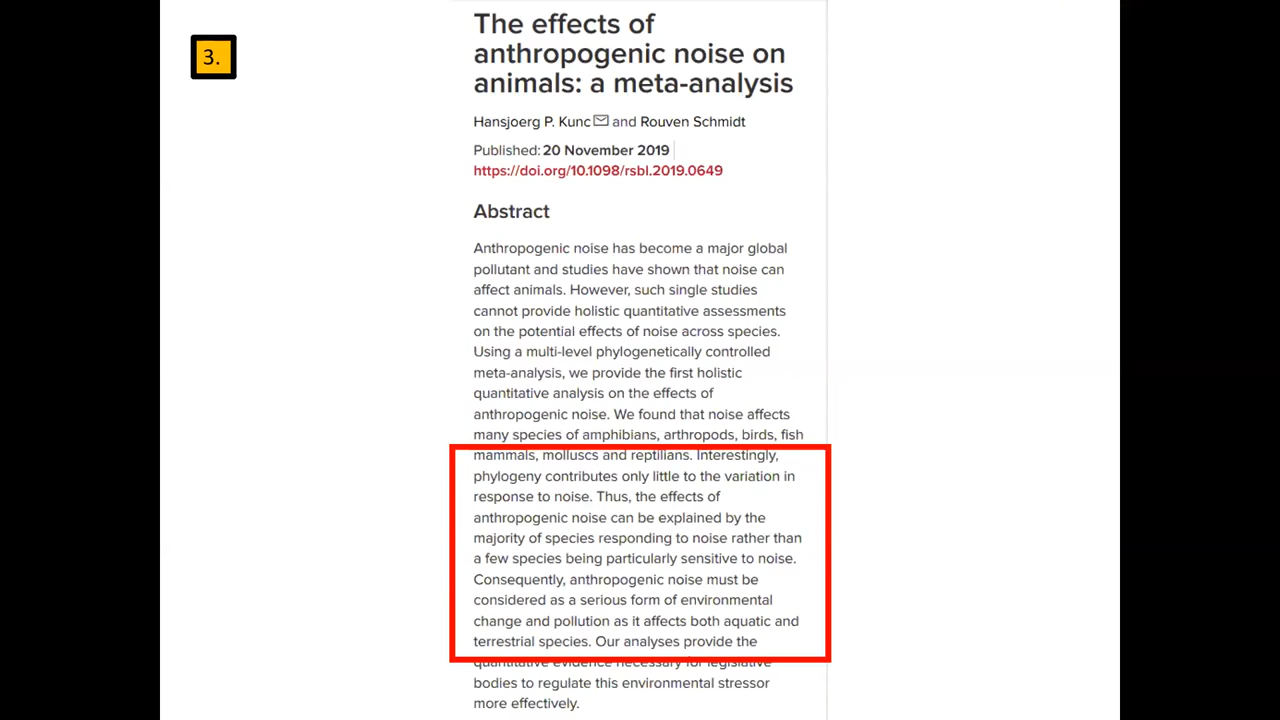 3.
The effects of
anthropogenic noise on
animals: a meta-analysis
Hansjoerg P. Kunc and Rouven Schmidt
Published: 20 November 2019
https://doi.org/10.1098/rsbl.2019.0649
Abstract
Anthropogenic noise has become a major global
pollutant and studies have shown that noise can
affect animals. However, such single studies
cannot provide holistic quantitative assessments
on the potential effects of noise across species.
Using a multi-level phylogenetically controlled
meta-analysis, we provide the first holistic
quantitative analysis on the effects of
anthropogenic noise. We found that noise affects
many species of amphibians, arthropods, birds, fish
mammals, molluscs and reptilians. Interestingly,
phylogeny contributes only little to the variation in
response to noise. Thus, the effects of
anthropogenic noise can be explained by the
majority of species responding to noise rather than
a few species being particularly sensitive to noise.
Consequently, anthropogenic noise must be
considered as a serious form of environmental
change and pollution as it affects both aquatic and
terrestrial species. Our analyses provide the
quantitative evidence necessary for legislative
bodies to regulate this environmental stressor
more effectively.